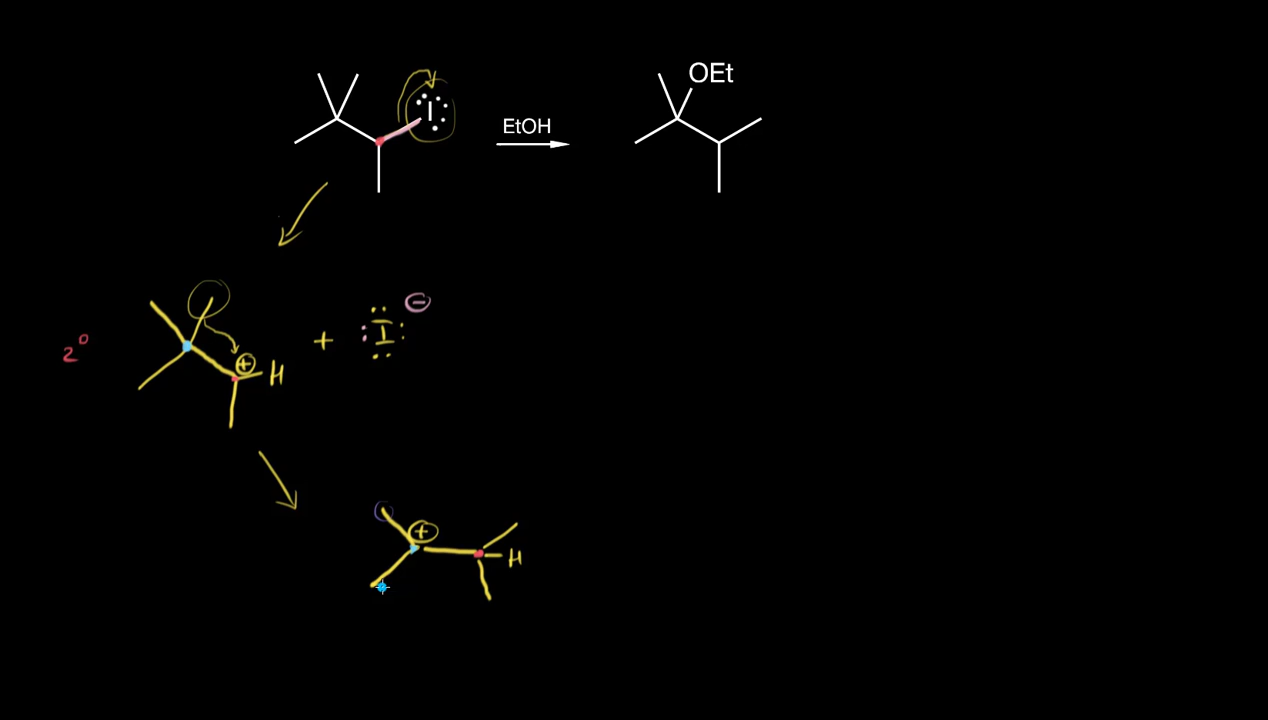 OEt
I
EtOH
⊖
I
2°
⊕
H
+
⊕
H